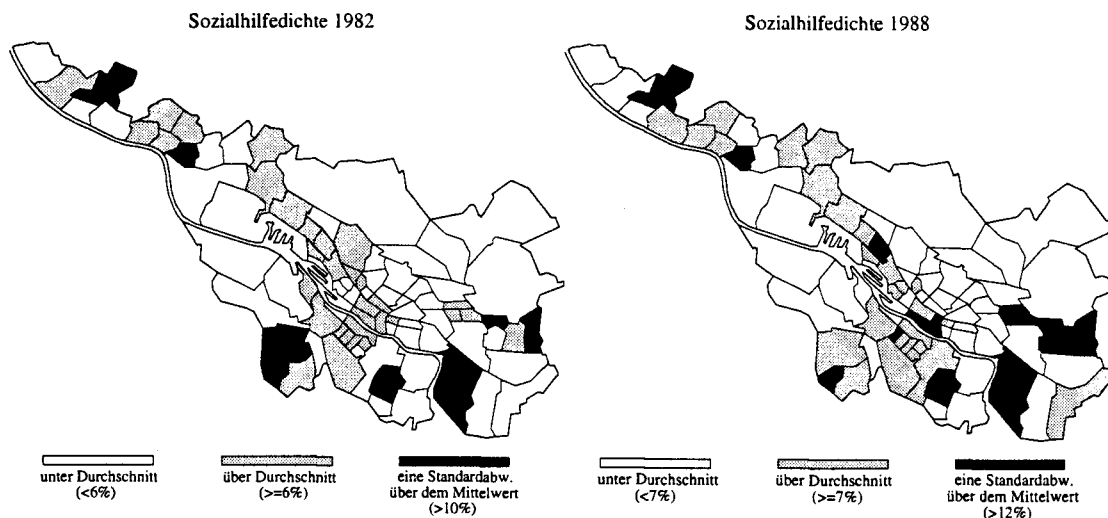 Sozialhilfedichte 1982
Sozialhilfedichte 1988
unter Durchschnitt
(<6%)
über Durchschnitt
(>=6%)
eine Standardabw.
über dem Mittelwert
(>10%)
unter Durchschnitt
(<7%)
über Durchschnitt
(>=7%)
eine Standardabw.
über dem Mittelwert
(>12%)